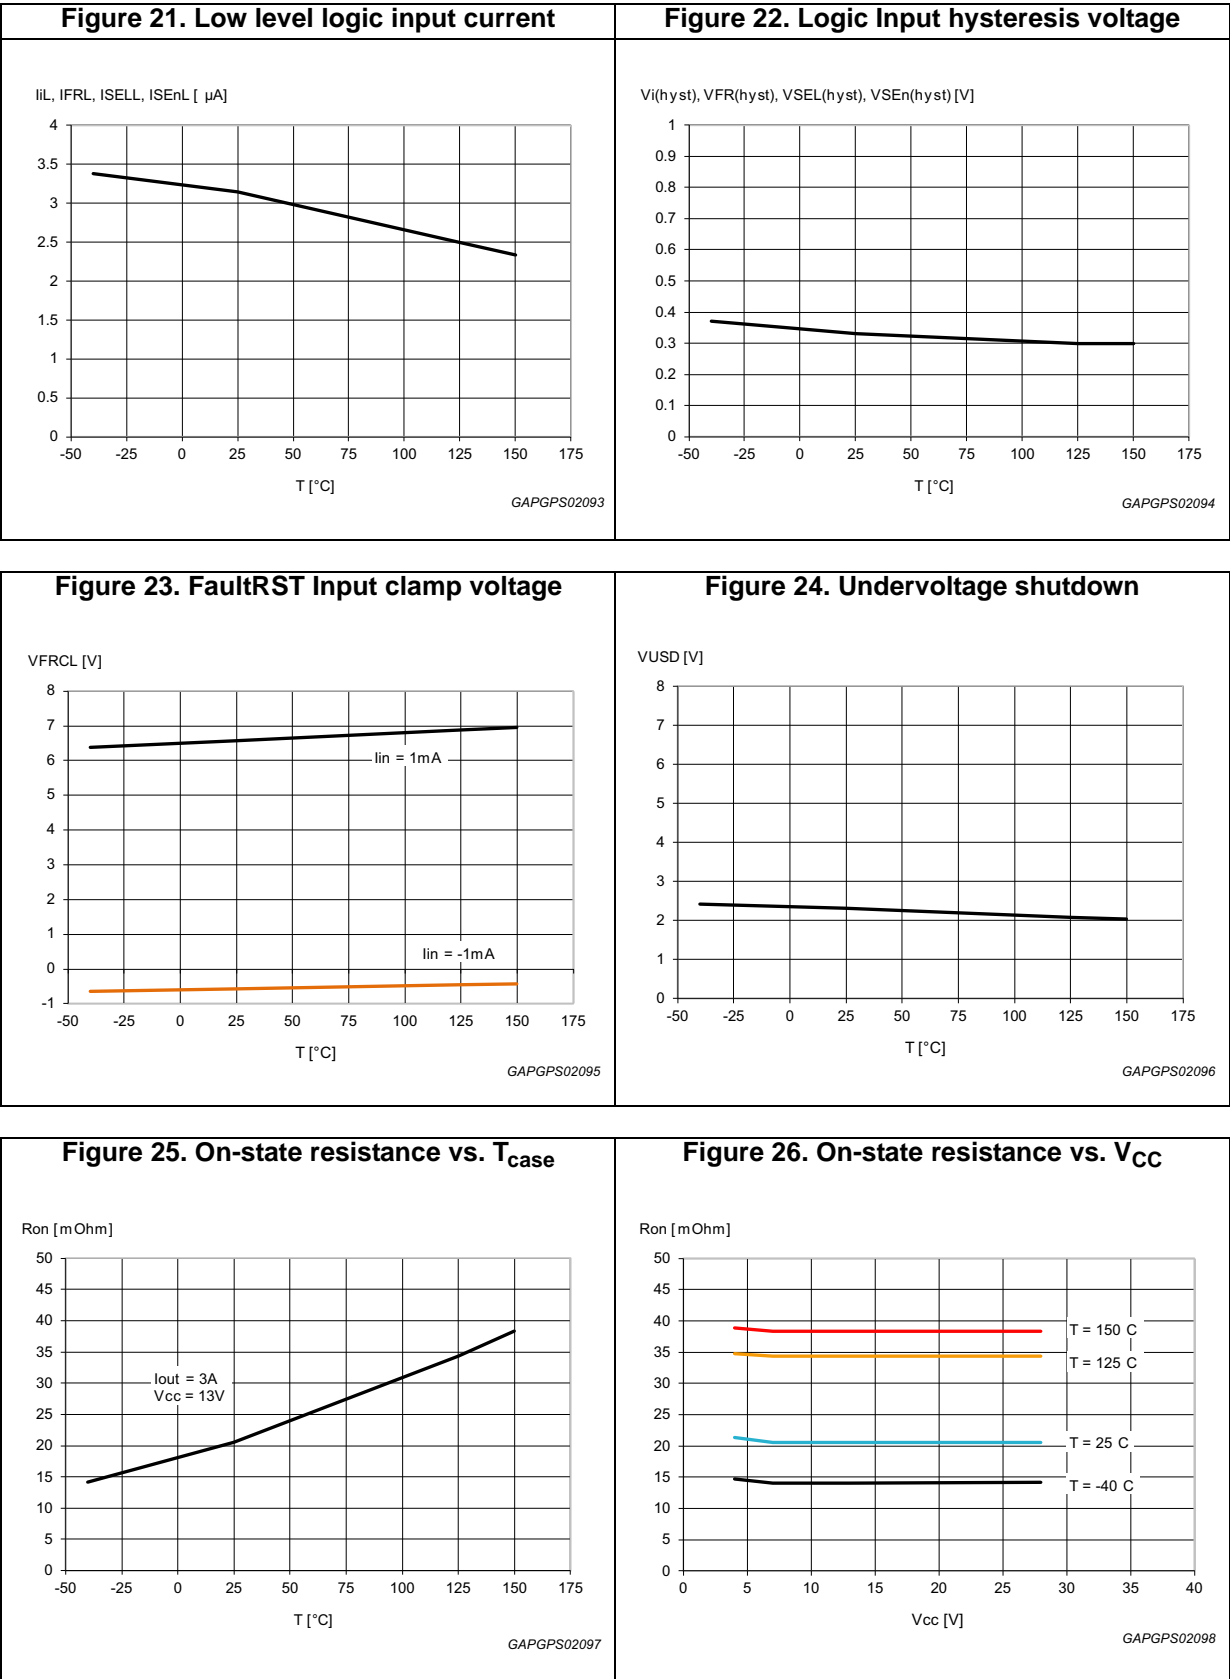 Figure 21. Low level logic input current
IiL, IFRL, ISELL, ISEnL [ µA]
4
3.5
3
2.5
2
1.5
1
0.5
0
-50 -25 0 25 50 75 100 125 150 175
T [°C]
GAPGPS02093
Figure 22. Logic Input hysteresis voltage
Vi(hyst), VFR(hyst), VSEL(hyst), VSEn(hyst) [V]
1
0.9
0.8
0.7
0.6
0.5
0.4
0.3
0.2
0.1
0
-50 -25 0 25 50 75 100 125 150 175
T [°C]
GAPGPS02094
Figure 23. FaultRST Input clamp voltage
VFRCL [V]
8
7
Iin = 1mA
6
5
4
3
2
1
Iin = -1mA
0
-1
-50 -25 0 25 50 75 100 125 150 175
T [°C]
GAPGPS02095
Figure 24. Undervoltage shutdown
VUSD [V]
8
7
6
5
4
3
2
1
0
-50 -25 0 25 50 75 100 125 150 175
T [°C]
GAPGPS02096
Figure 25. On-state resistance vs. Tcase
Ron [mOhm]
50
45
40
35
Iout = 3A
30
Vcc = 13V
25
20
15
10
5
0
-50 -25 0 25 50 75 100 125 150 175
T [°C]
GAPGPS02097
Figure 26. On-state resistance vs. VCC
Ron [mOhm]
50
45
40
T = 150 C
35
T = 125 C
30
25
20
T = 25 C
15
T = -40 C
10
5
0
0 5 10 15 20 25 30 35 40
Vcc [V]
GAPGPS02098